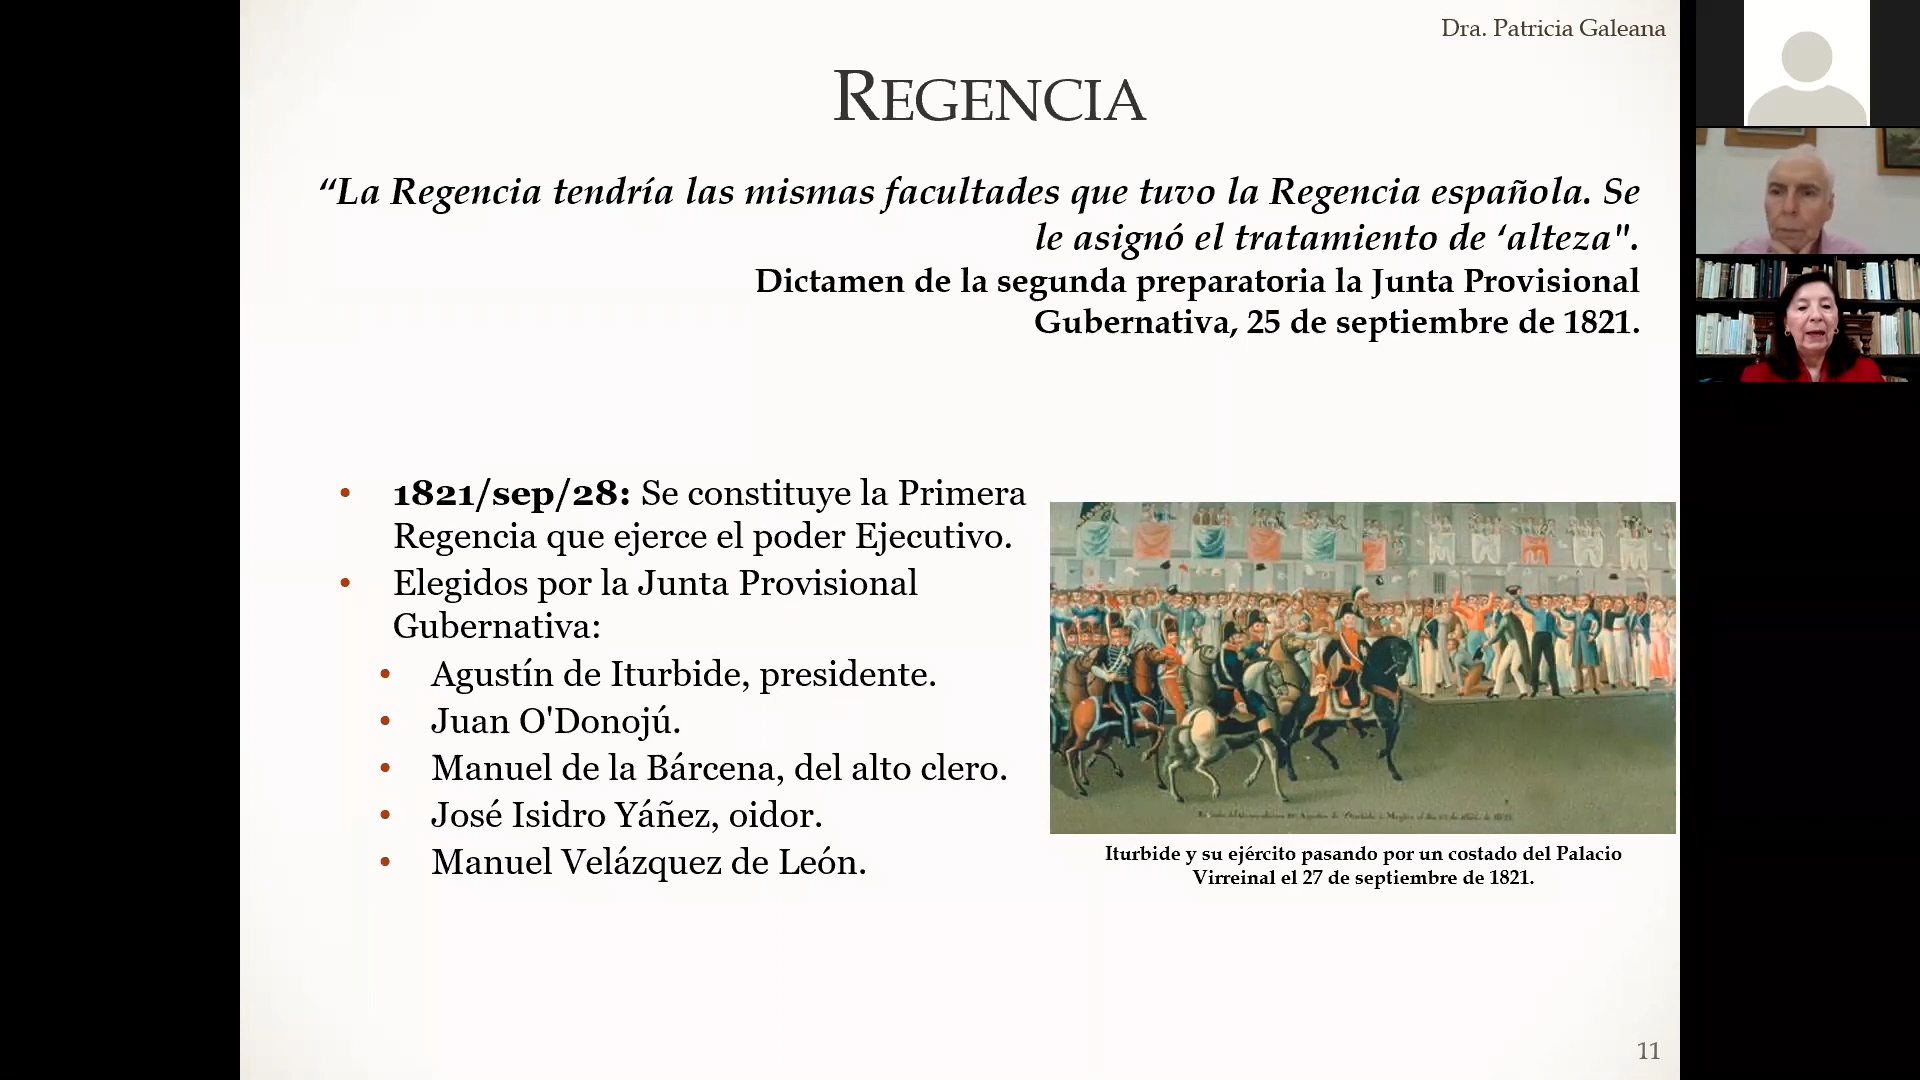 Dra. Patricia Galeana
REGENCIA
“La Regencia tendría las mismas facultades que tuvo la Regencia española. Se
le asignó el tratamiento de ‘alteza".
Dictamen de la segunda preparatoria la Junta Provisional
Gubernativa, 25 de septiembre de 1821.
• 1821/sep/28: Se constituye la Primera
Regencia que ejerce el poder Ejecutivo.
• Elegidos por la Junta Provisional
Gubernativa:
• Agustín de Iturbide, presidente.
• Juan O'Donojú.
• Manuel de la Bárcena, del alto clero.
• José Isidro Yáñez, oidor.
• Manuel Velázquez de León.
Iturbide y su ejército pasando por un costado del Palacio
Virreinal el 27 de septiembre de 1821.
11